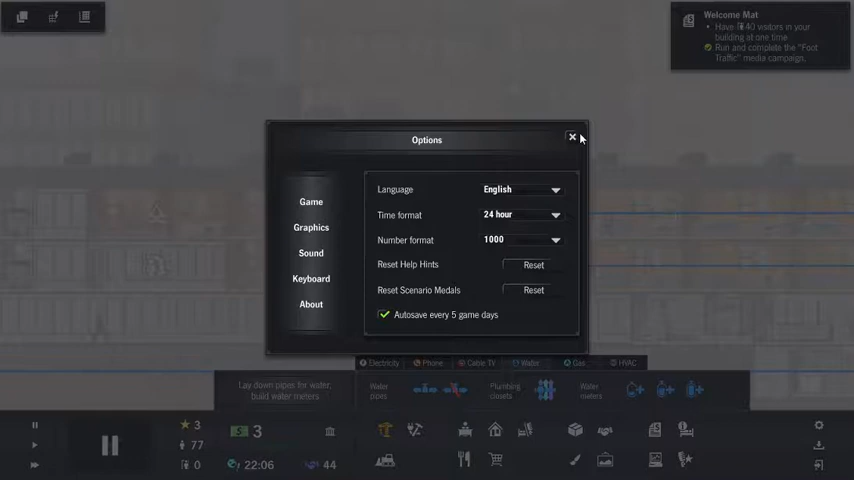 Welcome Mat
• Have 40 visitors in your
building at one time.
Run and complete the "Foot
Traffic" media campaign.
Options
Game
Graphics
Sound
Keyboard
About
Language English
Time format 24 hour
Number format 1000
Reset Help Hints Reset
Reset Scenario Medals Reset
Autosave every 5 game days
Electricity Phone Cable TV Water Gas HVAC
Lay down pipes for water,
build water meters
Water
pipes
Plumbing
closets
Water
meters
3
77
0
$ 3
22:06
44